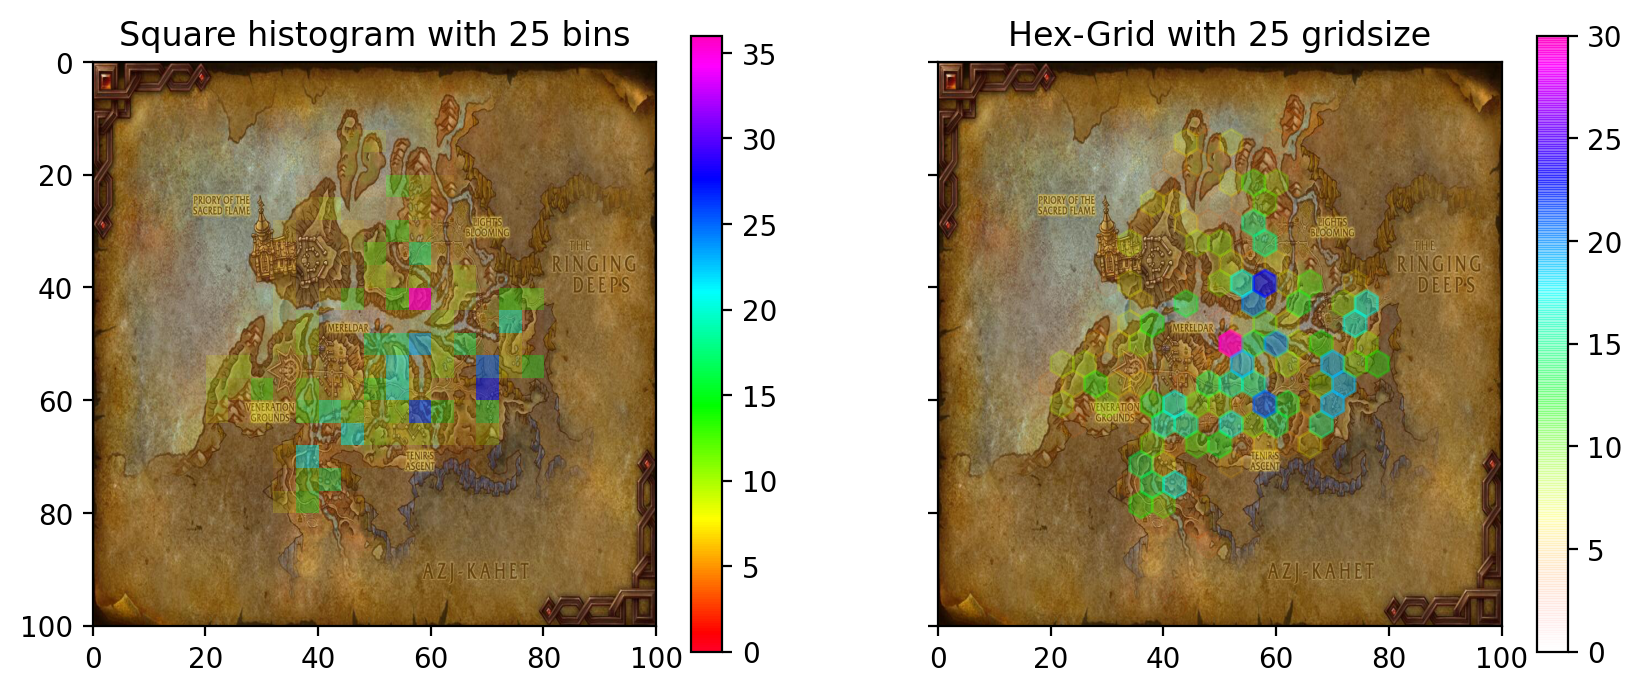 Square histogram with 25 bins
0
20
40
60
80
100
0
20
40
60
80
100
PRIORY OF THE
SACRED FLAME
LIGHT'S
BLOOMING
THE
RINGING
DEEPS
MERELDAR
VENERATION
GROUNDS
TENIR'S
ASCENT
AZJ-KAHET
35
30
25
20
15
10
5
0
Hex-Grid with 25 gridsize
0
20
40
60
80
100
PRIORY OF THE
SACRED FLAME
LIGHT'S
BLOOMING
THE
RINGING
DEEPS
MERELDAR
VENERATION
GROUNDS
TENIR'S
ASCENT
AZJ-KAHET
30
25
20
15
10
5
0